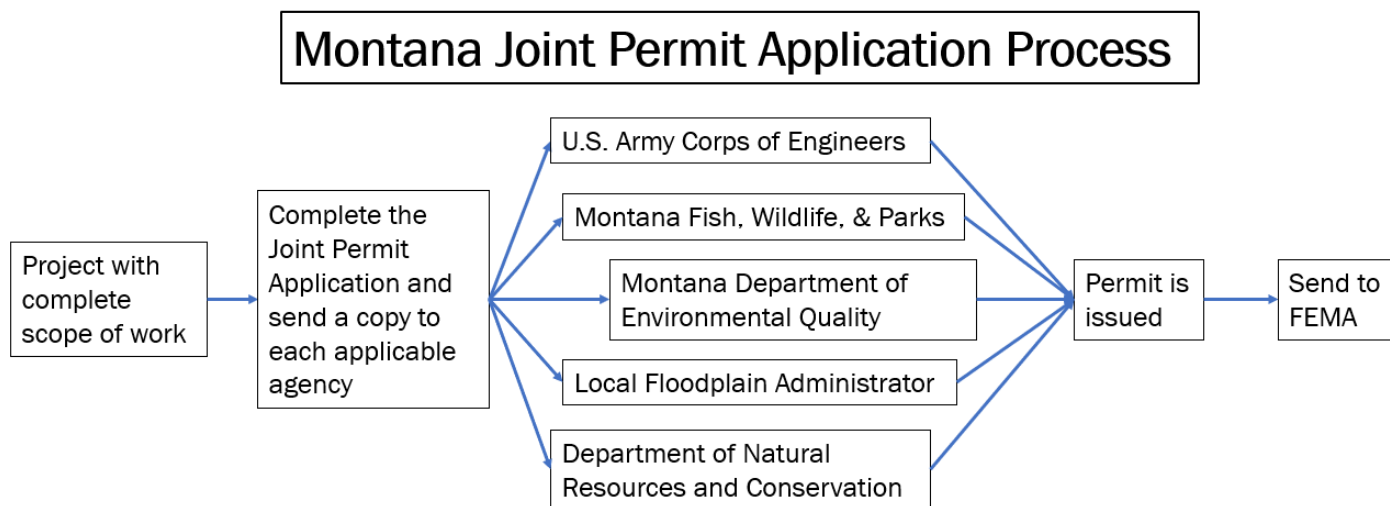 Montana Joint Permit Application Process
Project with
complete
scope of work
Complete the
Joint Permit
Application and
send a copy to
each applicable
agency
U.S. Army Corps of Engineers
Montana Fish, Wildlife, & Parks
Montana Department of
Environmental Quality
Local Floodplain Administrator
Department of Natural
Resources and Conservation
Permit is
issued
Send to
FEMA